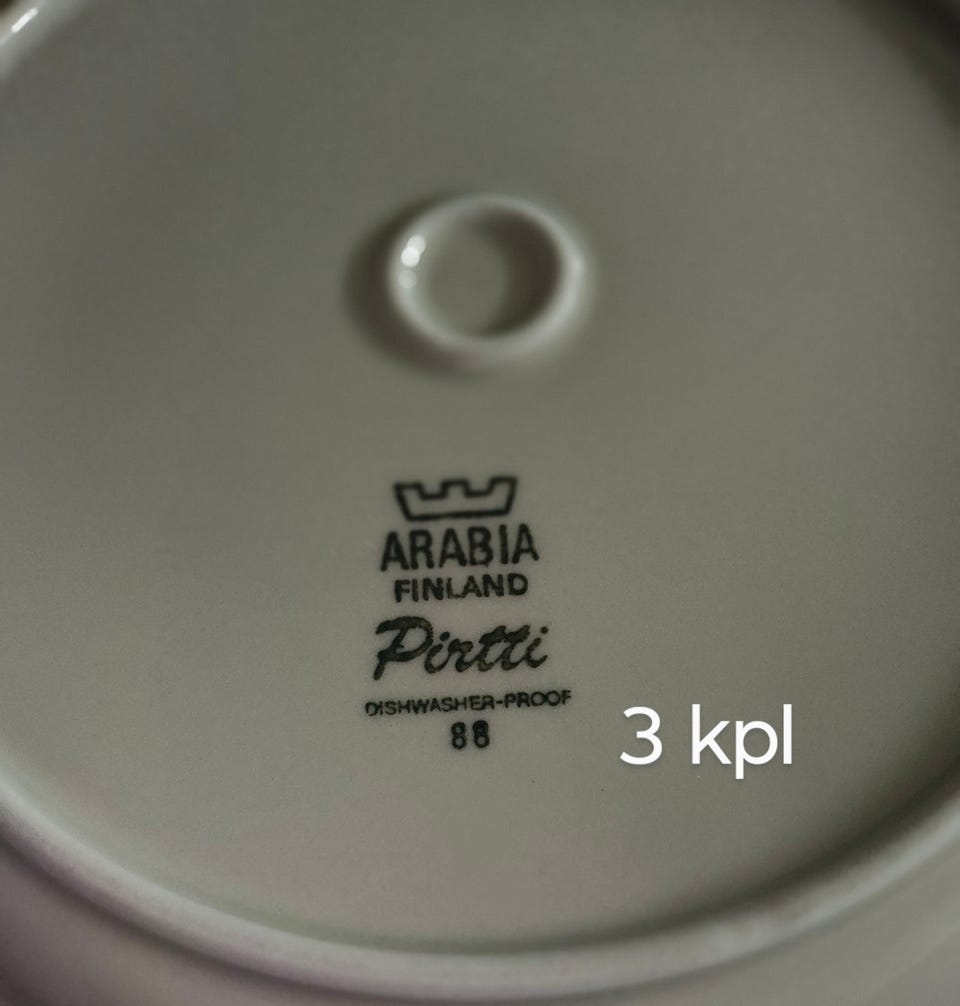 ARABIA
FINLAND
Pirtti
DISHWASHER-PROOF
88
3 kpl